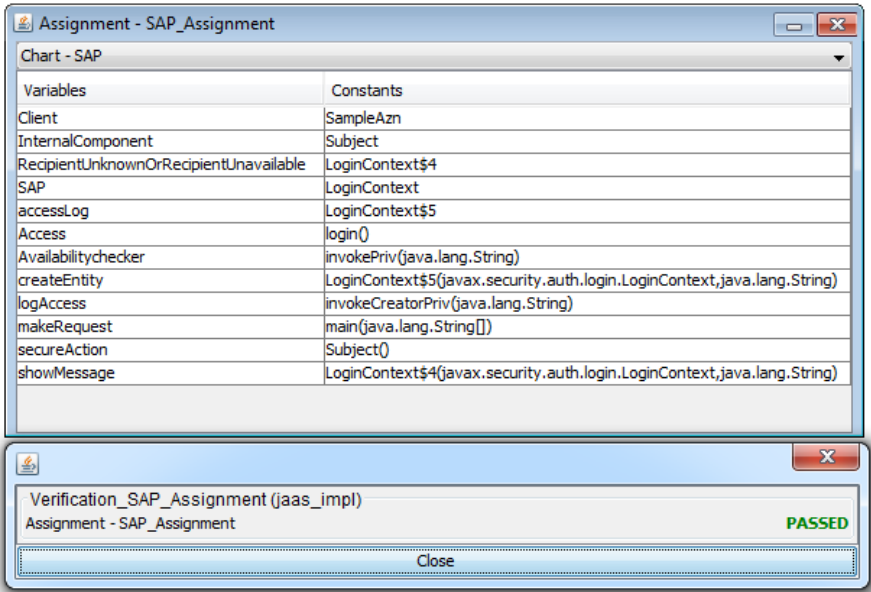 Assignment - SAP_Assignment
Chart - SAP
Variables Constants
Client SampleAzn
InternalComponent Subject
RecipientUnknownOrRecipientUnavailable LoginContext$4
SAP LoginContext
accessLog LoginContext$5
Access login()
Availabilitychecker invokePriv(java.lang.String)
createEntity LoginContext$5(javax.security.auth.login.LoginContext,java.lang.String)
logAccess invokeCreatorPriv(java.lang.String)
makeRequest main(java.lang.String[])
secureAction Subject()
showMessage LoginContext$4(javax.security.auth.login.LoginContext,java.lang.String)
Verification_SAP_Assignment (jaas_impl)
Assignment - SAP_Assignment PASSED
Close